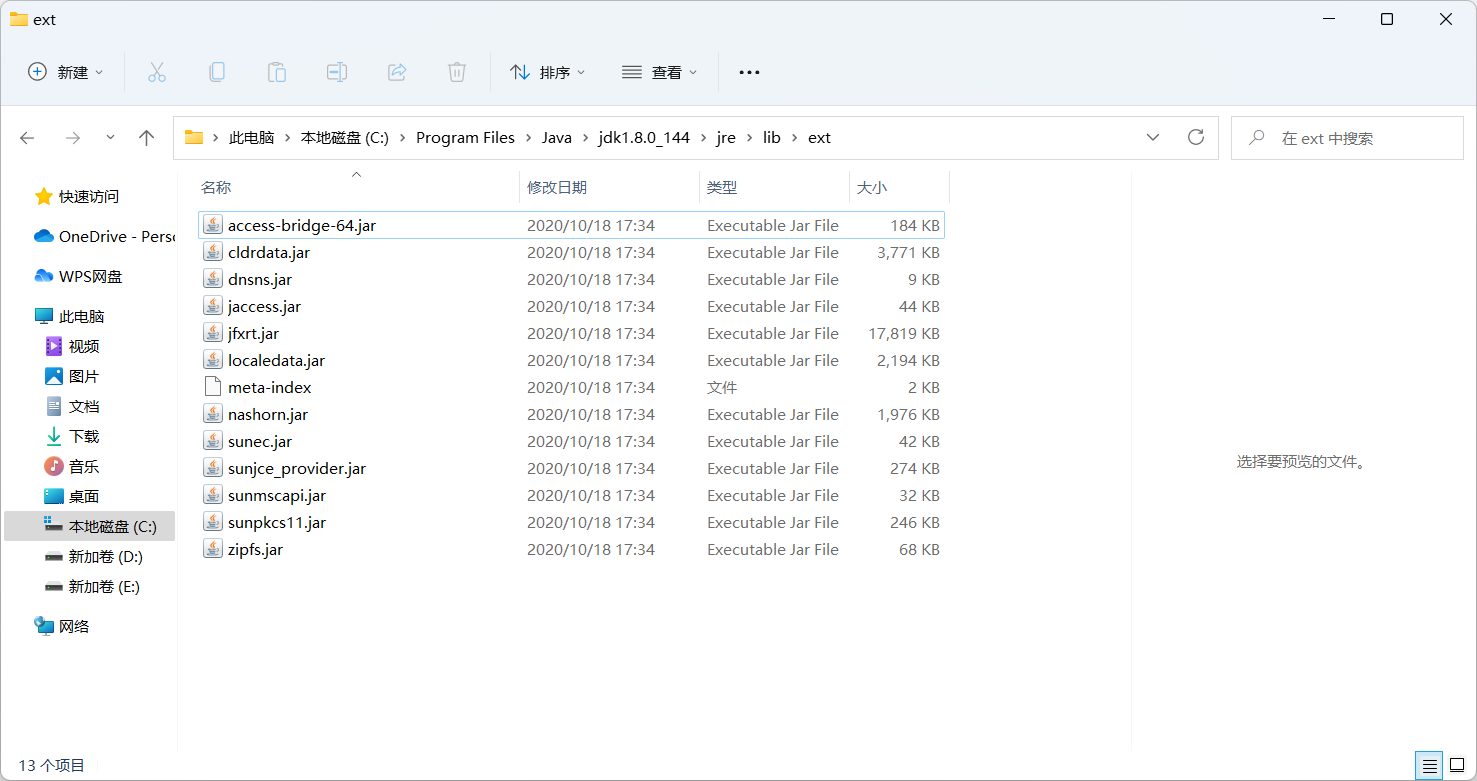 ext
新建 排序 查看
此电脑 本地磁盘 (C:) Program Files Java jdk1.8.0_144 jre lib ext
在 ext 中搜索
快速访问
OneDrive - Perso
WPS网盘
此电脑
视频
图片
文档
下载
音乐
桌面
本地磁盘 (C:)
新加卷 (D:)
新加卷 (E:)
网络
名称 修改日期 类型 大小
access-bridge-64.jar 2020/10/18 17:34 Executable Jar File 184 KB
cldrdata.jar 2020/10/18 17:34 Executable Jar File 3,771 KB
dnsns.jar 2020/10/18 17:34 Executable Jar File 9 KB
jaccess.jar 2020/10/18 17:34 Executable Jar File 44 KB
jfxrt.jar 2020/10/18 17:34 Executable Jar File 17,819 KB
localedata.jar 2020/10/18 17:34 Executable Jar File 2,194 KB
meta-index 2020/10/18 17:34 文件 2 KB
nashorn.jar 2020/10/18 17:34 Executable Jar File 1,976 KB
sunec.jar 2020/10/18 17:34 Executable Jar File 42 KB
sunjce_provider.jar 2020/10/18 17:34 Executable Jar File 274 KB
sunmscapi.jar 2020/10/18 17:34 Executable Jar File 32 KB
sunpkcs11.jar 2020/10/18 17:34 Executable Jar File 246 KB
zipfs.jar 2020/10/18 17:34 Executable Jar File 68 KB
选择要预览的文件。
13 个项目